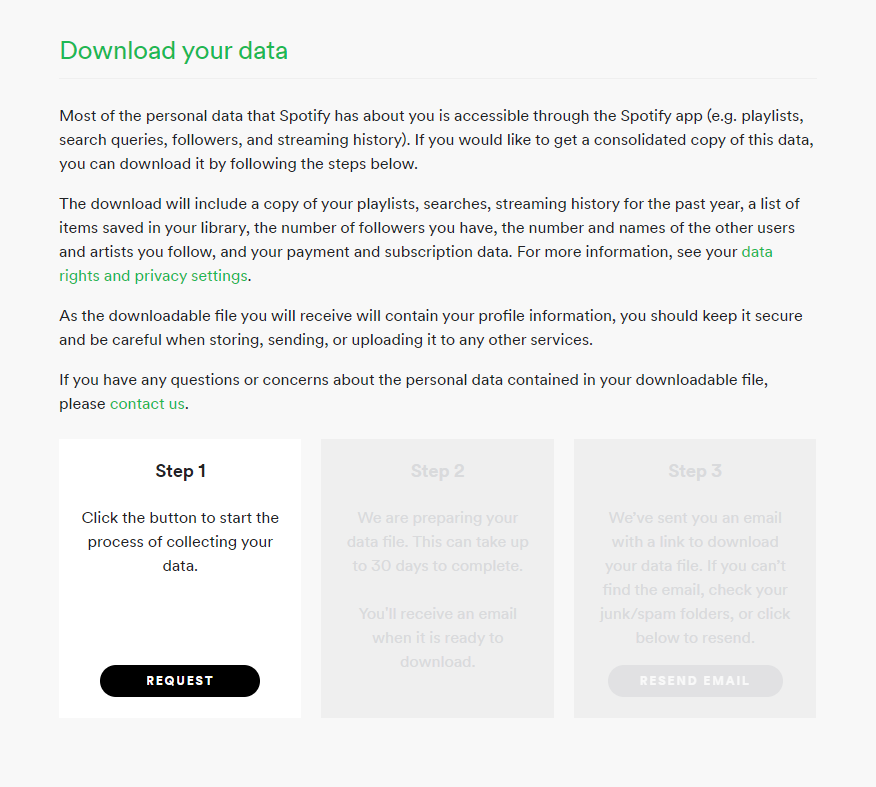 Download your data
Most of the personal data that Spotify has about you is accessible through the Spotify app (e.g. playlists,
search queries, followers, and streaming history). If you would like to get a consolidated copy of this data,
you can download it by following the steps below.
The download will include a copy of your playlists, searches, streaming history for the past year, a list of
items saved in your library, the number of followers you have, the number and names of the other users
and artists you follow, and your payment and subscription data. For more information, see your data
rights and privacy settings.
As the downloadable file you will receive will contain your profile information, you should keep it secure
and be careful when storing, sending, or uploading it to any other services.
If you have any questions or concerns about the personal data contained in your downloadable file,
please contact us.
Step 1
Click the button to start the
process of collecting your
data.
REQUEST
Step 2
We are preparing your
data file. This can take up
to 30 days to complete.
You'll receive an email
when it is ready to
download.
Step 3
We've sent you an email
with a link to download
your data file. If you can't
find the email, check your
junk/spam folders, or click
below to resend.
RESEND EMAIL